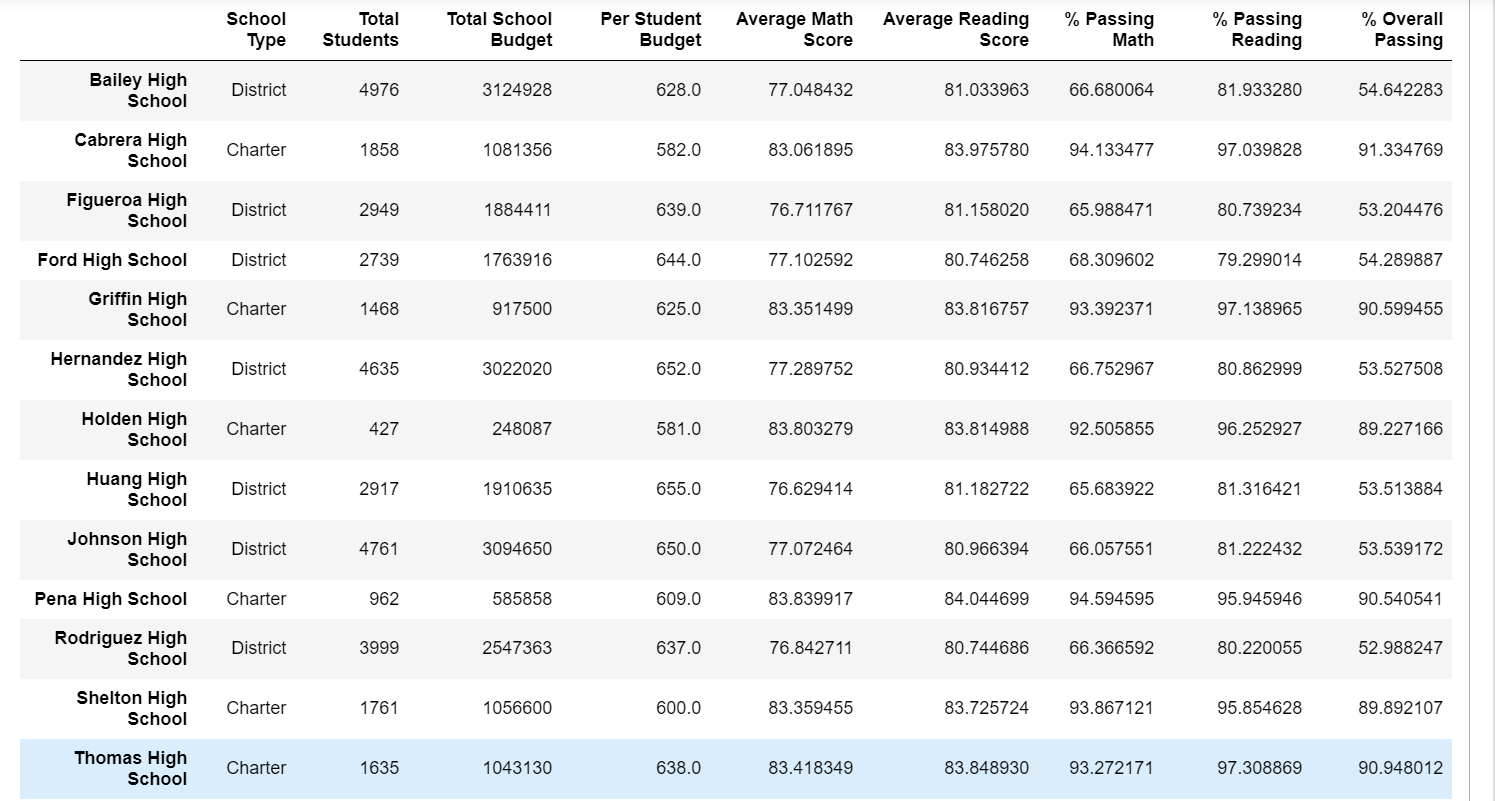 School Type Total Students Total School Budget Per Student Budget Average Math Score Average Reading Score % Passing Math % Passing Reading % Overall Passing
Bailey High School District 4976 3124928 628.0 77.048432 81.033963 66.680064 81.933280 54.642283
Cabrera High School Charter 1858 1081356 582.0 83.061895 83.975780 94.133477 97.039828 91.334769
Figueroa High School District 2949 1884411 639.0 76.711767 81.158020 65.988471 80.739234 53.204476
Ford High School District 2739 1763916 644.0 77.102592 80.746258 68.309602 79.299014 54.289887
Griffin High School Charter 1468 917500 625.0 83.351499 83.816757 93.392371 97.138965 90.599455
Hernandez High School District 4635 3022020 652.0 77.289752 80.934412 66.752967 80.862999 53.527508
Holden High School Charter 427 248087 581.0 83.803279 83.814988 92.505855 96.252927 89.227166
Huang High School District 2917 1910635 655.0 76.629414 81.182722 65.683922 81.316421 53.513884
Johnson High School District 4761 3094650 650.0 77.072464 80.966394 66.057551 81.222432 53.539172
Pena High School Charter 962 585858 609.0 83.839917 84.044699 94.594595 95.945946 90.540541
Rodriguez High School District 3999 2547363 637.0 76.842711 80.744686 66.366592 80.220055 52.988247
Shelton High School Charter 1761 1056600 600.0 83.359455 83.725724 93.867121 95.854628 89.892107
Thomas High School Charter 1635 1043130 638.0 83.418349 83.848930 93.272171 97.308869 90.948012